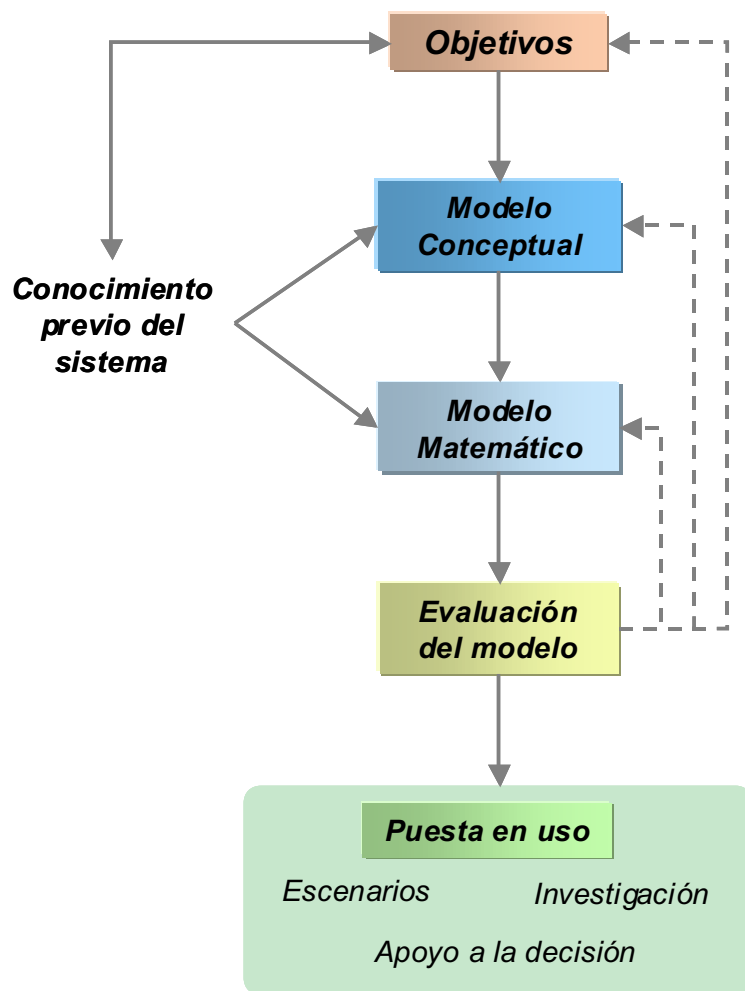 Objetivos
Modelo
Conceptual
Conocimiento
previo del
sistema
Modelo
Matemático
Evaluación
del modelo
Puesta en uso
Escenarios
Investigación
Apoyo a la decisión